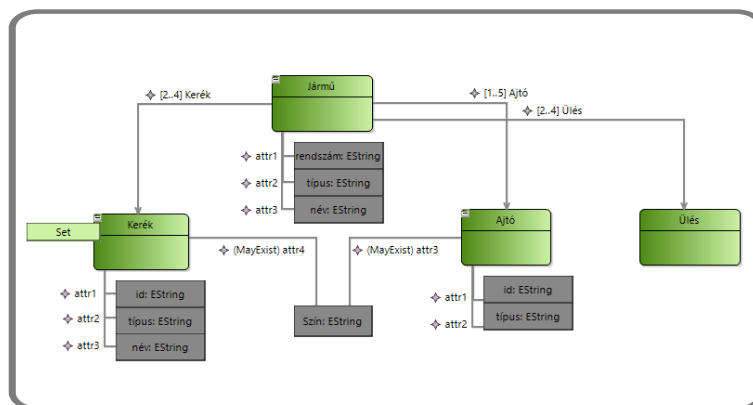 Jármű
[2..4] Kerék
[1..5] Ajtó
[2..4] Ülés
attr1
rendszám: EString
attr2
típus: EString
attr3
név: EString
Set
Kerék
(MayExist) attr4
(MayExist) attr3
Ajtó
Ülés
attr1
id: EString
attr2
típus: EString
attr3
név: EString
Szín: EString
attr1
id: EString
attr2
típus: EString